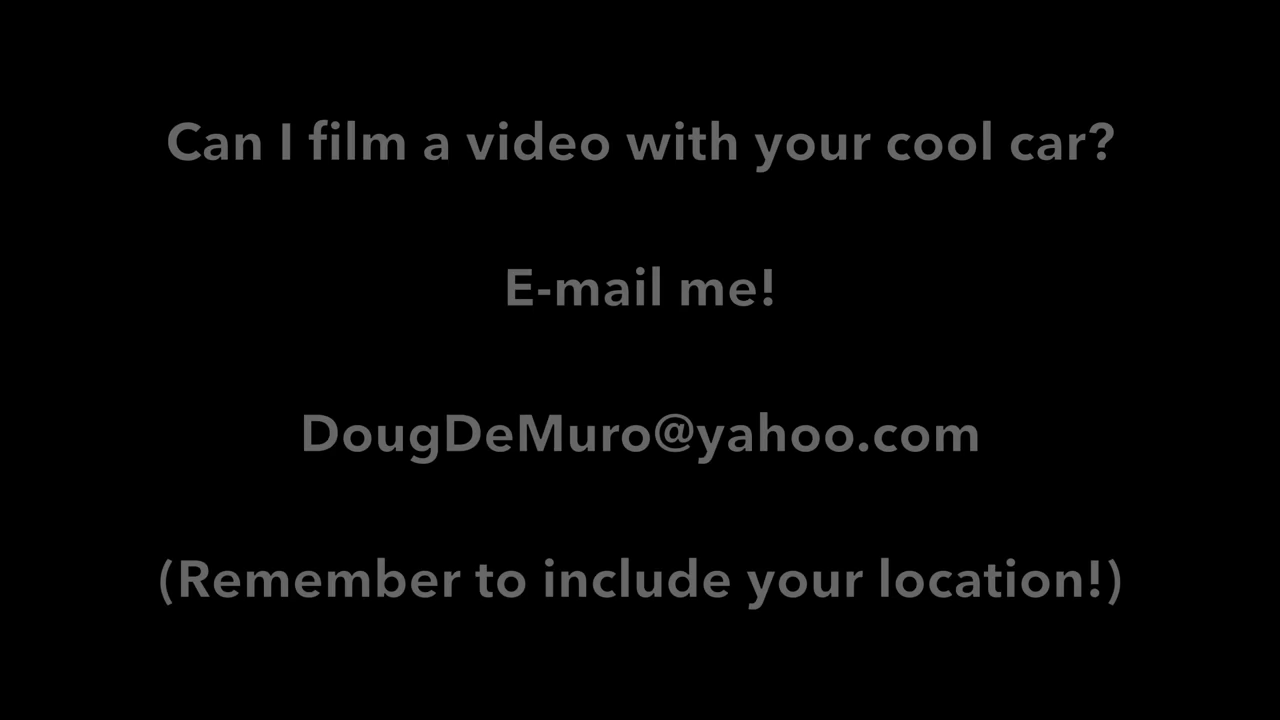 Can I film a video with your cool car?
E-mail me!
DougDeMuro@yahoo.com
(Remember to include your location!)